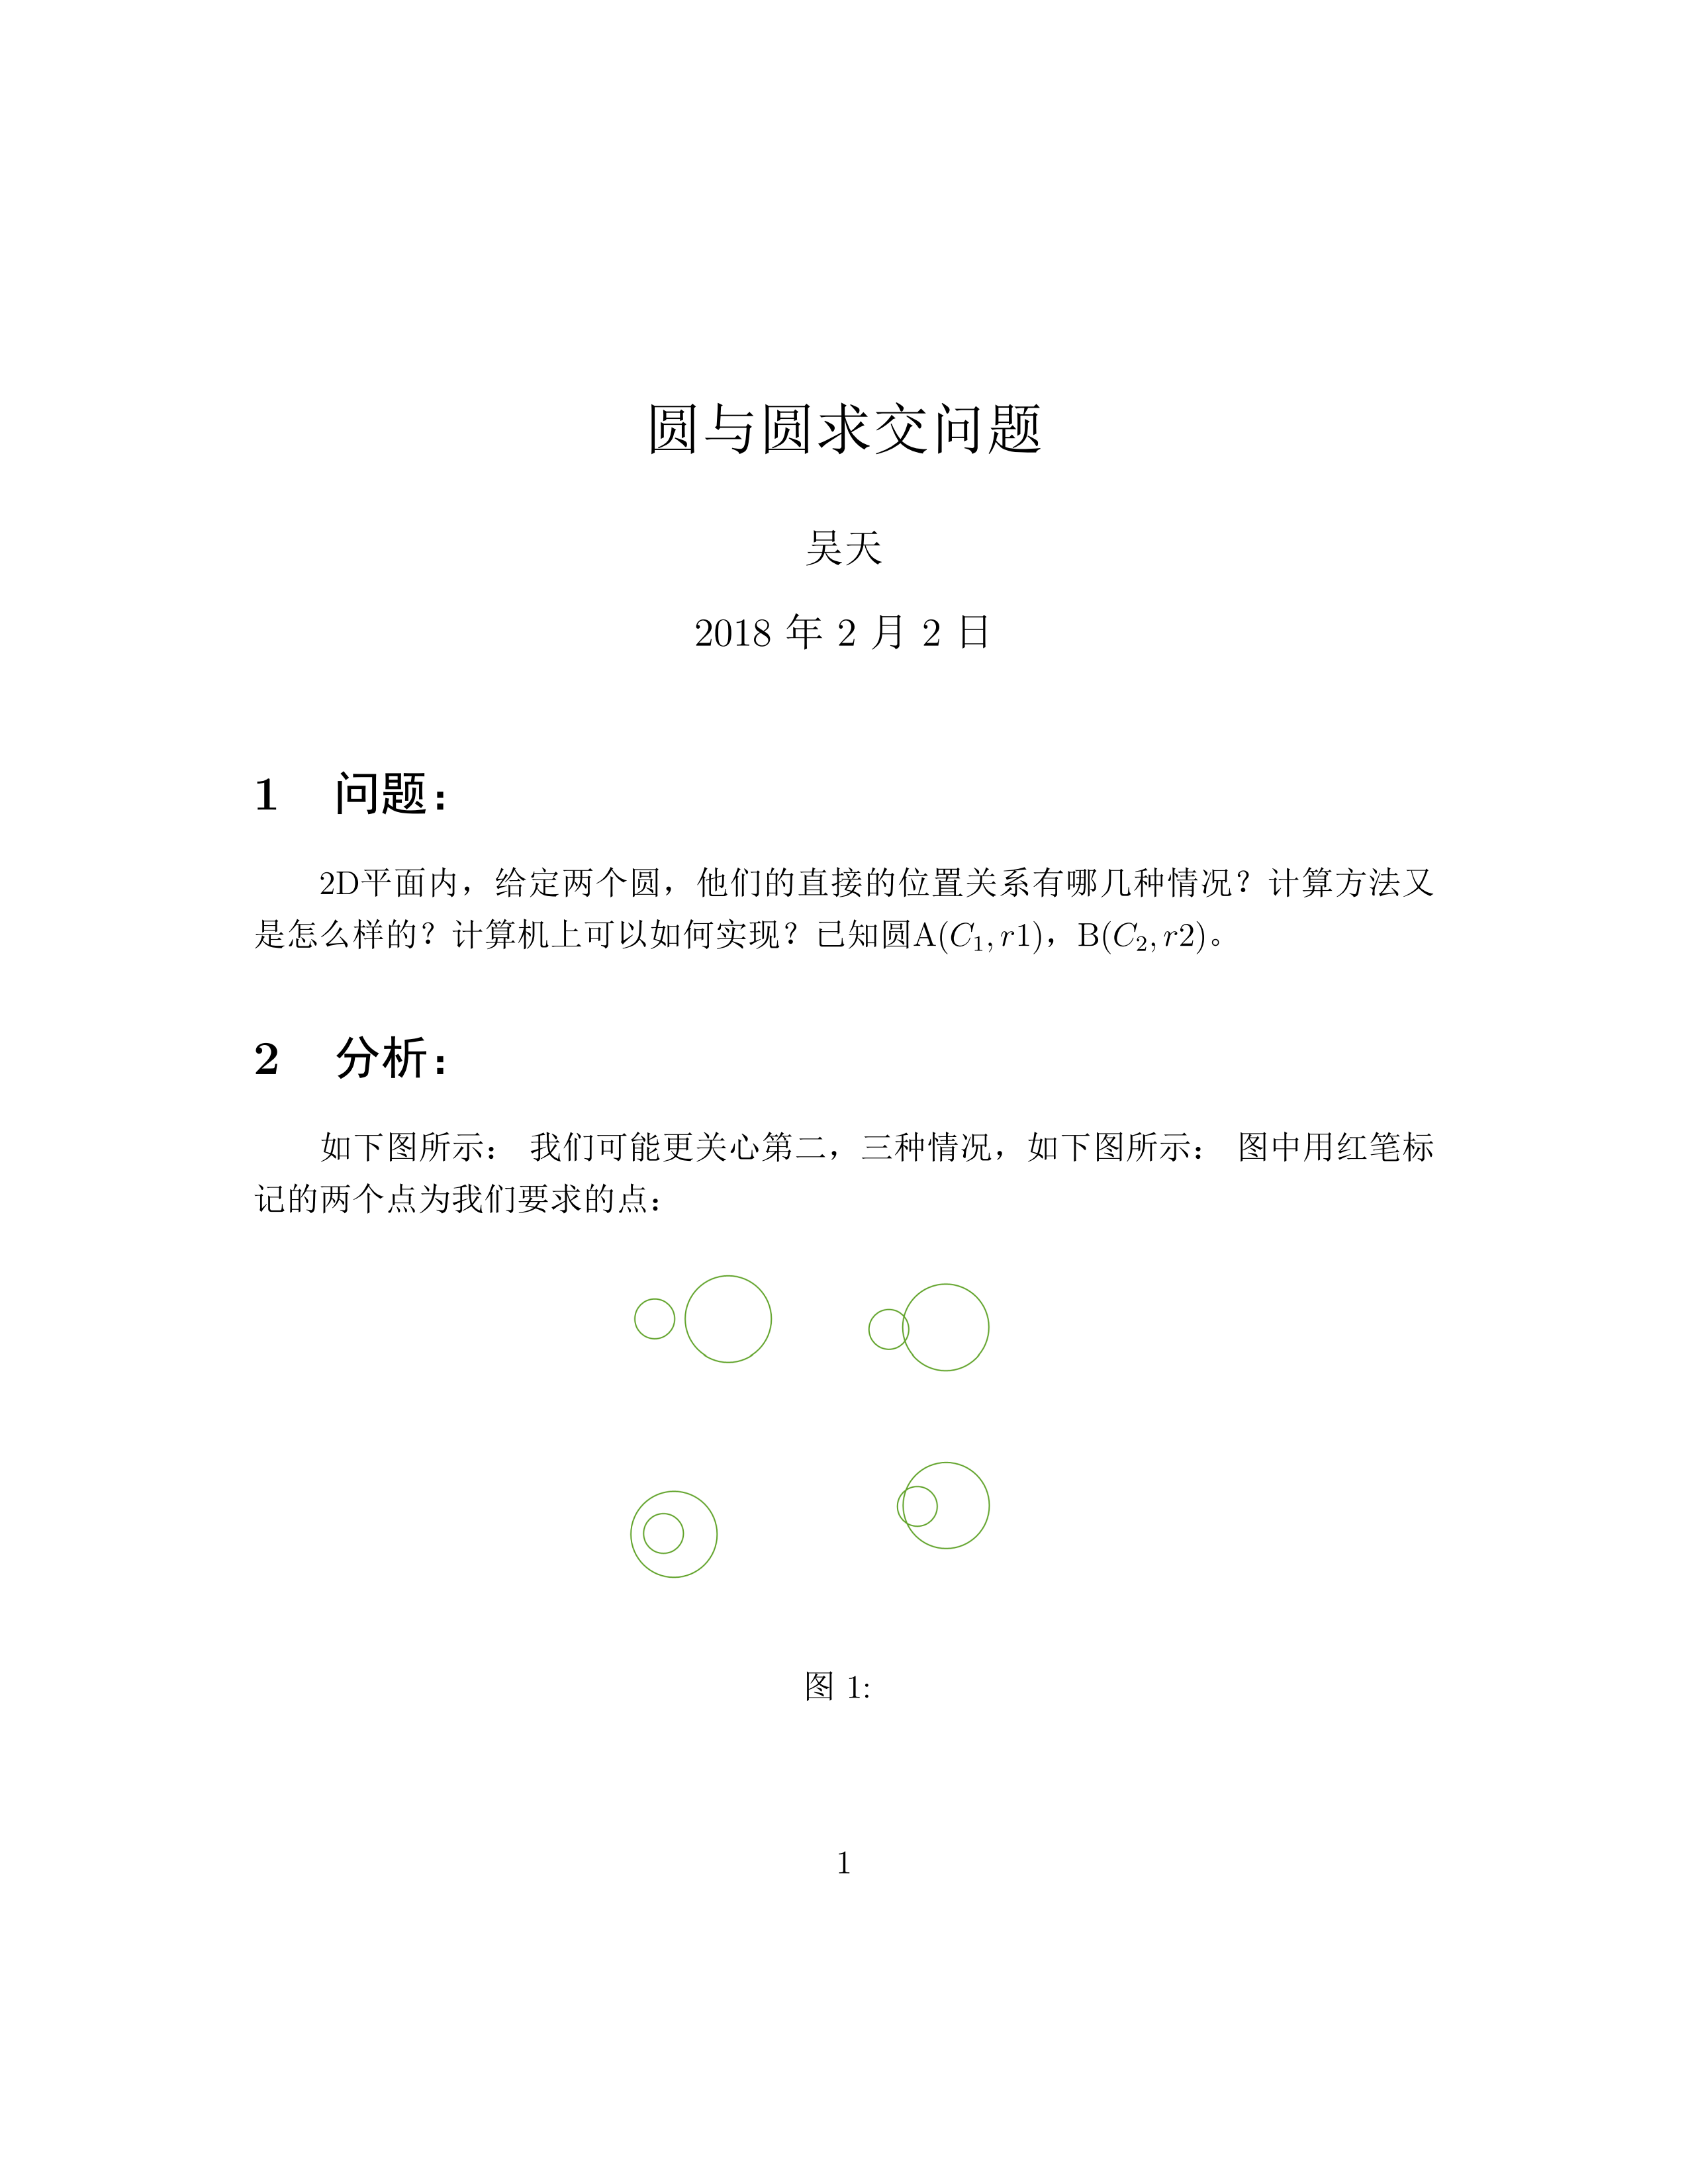 圆与圆求交问题
吴天
2018 年 2 月 2 日
1 问题：
2D平面内，给定两个圆，他们的直接的位置关系有哪几种情况？计算方法又
是怎么样的？计算机上可以如何实现？已知圆A(C₁, r1)，B(C₂, r2)。
2 分析：
如下图所示： 我们可能更关心第二，三种情况，如下图所示： 图中用红笔标
记的两个点为我们要求的点：
图 1:
1